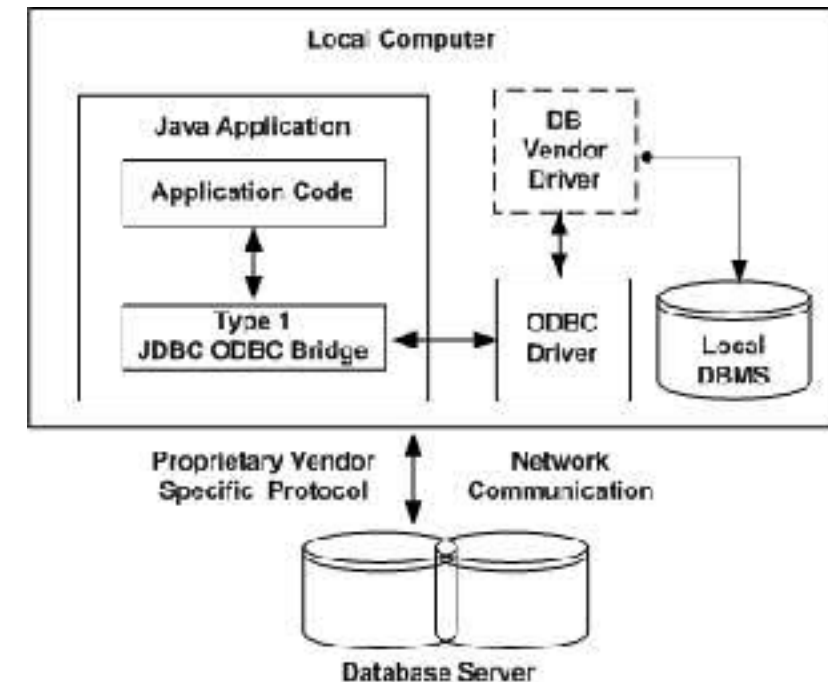 Local Computer
Java Application
Application Code
Type 1
JDBC ODBC Bridge
DB
Vendor
Driver
ODBC
Driver
Local
DBMS
Proprietary Vendor
Specific Protocol
Network
Communication
Database Server